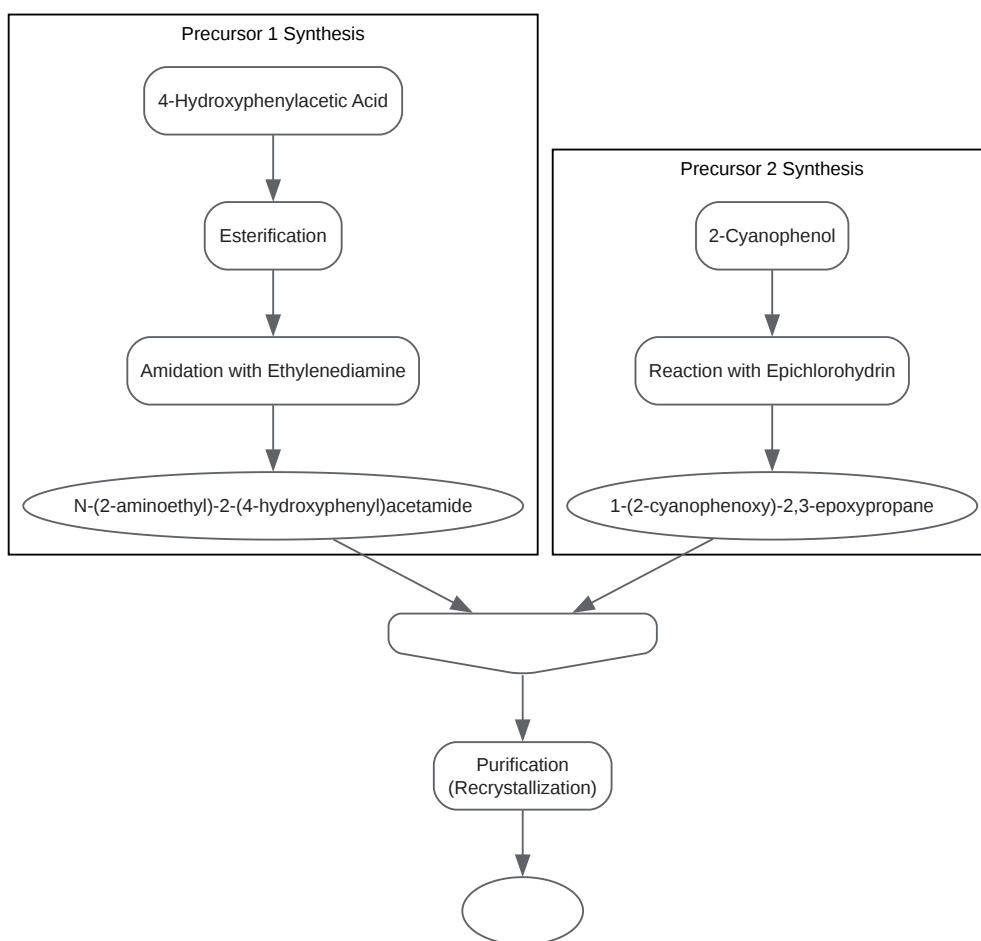 Precursor 1 Synthesis
4-Hydroxyphenylacetic Acid
Esterification
Amidation with Ethylenediamine
N-(2-aminoethyl)-2-(4-hydroxyphenyl)acetamide
Precursor 2 Synthesis
2-Cyanophenol
Reaction with Epichlorohydrin
1-(2-cyanophenoxy)-2,3-epoxypropane
Purification
(Recrystallization)